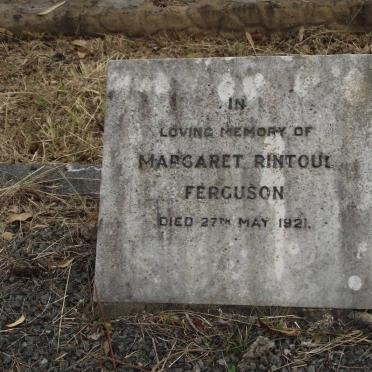 IN
LOVING MEMORY OF
MARGARET RINTOUL
FERGUSON
DIED 27TH MAY 1921.